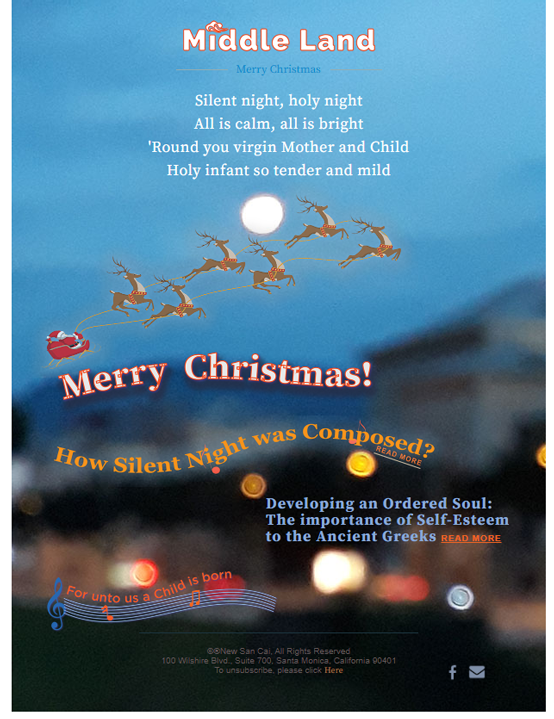 Middle Land
Merry Christmas
Silent night, holy night
All is calm, all is bright
'Round you virgin Mother and Child
Holy infant so tender and mild
Merry Christmas!
How Silent Night was Composed?
READ MORE
Developing an Ordered Soul:
The importance of Self-Esteem
to the Ancient Greeks READ MORE
For unto us a Child is born
©®New San Cai, All Rights Reserved
100 Wilshire Blvd., Suite 700, Santa Monica, California 90401
To unsubscribe, please click Here